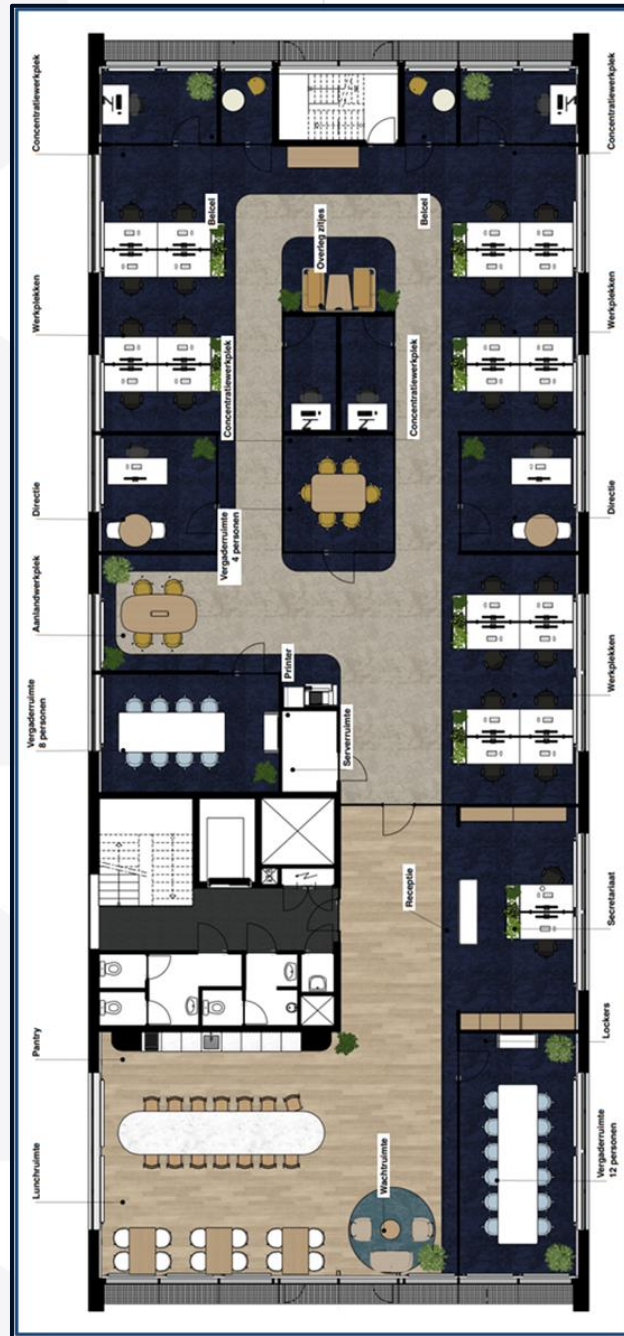 Concentratiewerkplek
Werkplekken
Directie
Aanlandwerkplek
Vergaderruimte
8 personen
Pantry
Lunchruimte
Belcel
Overleg zitjes
Belcel
Concentratiewerkplek
Concentratiewerkplek
Vergaderruimte
4 personen
Printer
Serverruimte
Receptie
Wachtruimte
Concentratiewerkplek
Werkplekken
Directie
Werkplekken
Secretariaat
Lockers
Vergaderruimte
12 personen